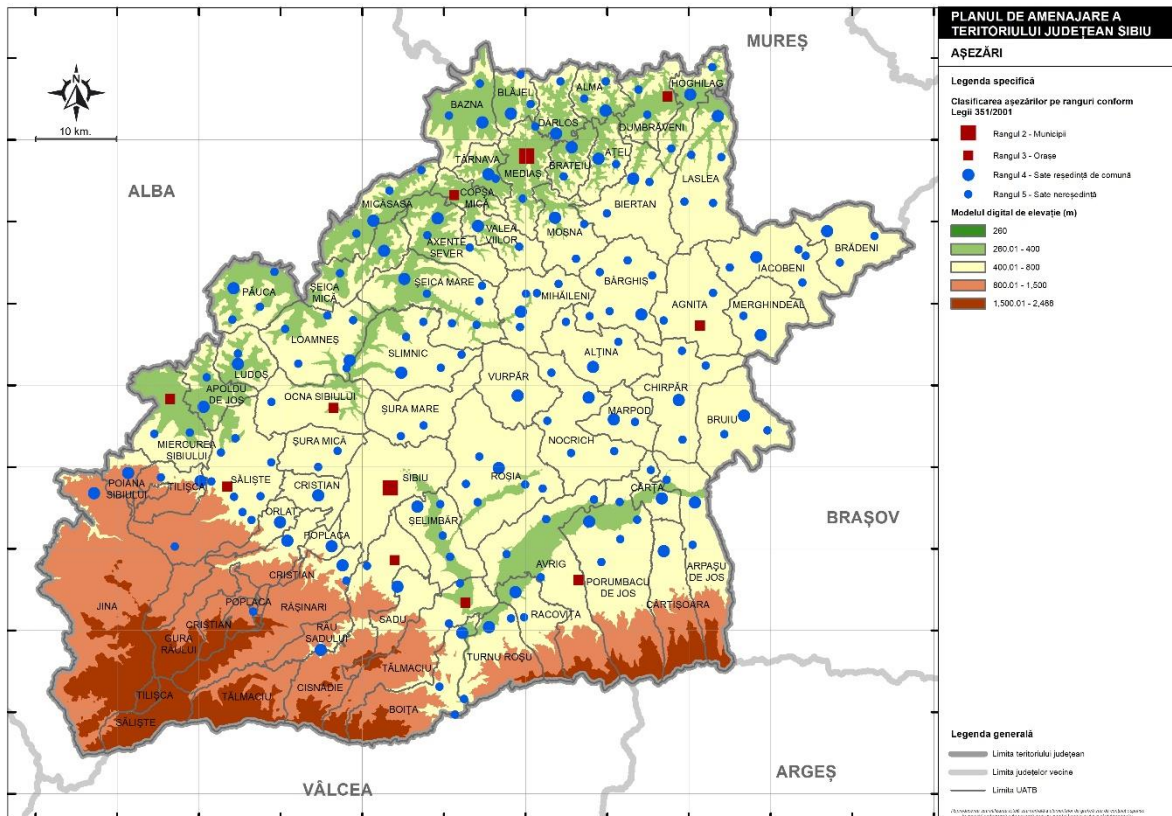 PLANUL DE AMENAJARE A
TERITORIULUI JUDEȚEAN SIBIU
AȘEZĂRI
Legenda specifică
Clasificarea așezărilor pe ranguri conform
Legii 351/2001
Rangul 2 - Municipii
Rangul 3 - Orașe
Rangul 4 - Sate reședință de comună
Rangul 5 - Sate nereședință
Modelul digital de elevație (m)
260
260.01 - 400
400.01 - 800
800.01 - 1,500
1,500.01 - 2,488
Legenda generală
Limita teritoriului județean
Limita județelor vecine
Limita UATB
N
10 km.
MUREȘ
ALBA
BRAȘOV
ARGEȘ
VÂLCEA
HOGHILAG
BLĂJEL
ALMA
BAZNA
DÂRLOS
DUMBRĂVENI
TÂRNAVA
MEDIAȘ
BRATEIU
AȚEL
LASLEA
COPȘA
MICĂ
BIERTAN
MICĂSASA
VALEA
VIILOR
MOȘNA
AXENTE
SEVER
BRĂDENI
IACOBENI
PĂUCA
ȘEICA
MICĂ
ȘEICA MARE
BÂRGHIȘ
MIHĂILENI
AGNITA
MERGHINDEAL
LOAMNEȘ
SLIMNIC
ALȚINA
LUDOȘ
VURPĂR
APOLDU
DE JOS
OCNA SIBIULUI
CHIRPĂR
ȘURA MARE
MARPOD
BRUIU
MIERCUREA
SIBIULUI
ȘURA MICĂ
NOCRICH
POIANA
SIBIULUI
TILIȘCA
SĂLIȘTE
CRISTIAN
SIBIU
ROȘIA
CÂRȚA
ORLAT
ȘELIMBĂR
POPLACA
AVRIG
CRISTIAN
PORUMBACU
DE JOS
ARPAȘU
DE JOS
JINA
POPLACA
RĂȘINARI
CÂRȚIȘOARA
CRISTIAN
RÂU
SADULUI
SADU
RACOVIȚA
GURA
RÂULUI
TĂLMACIU
TURNU ROȘU
TILIȘCA
TĂLMACIU
CISNĂDIE
BOIȚA
SĂLIȘTE